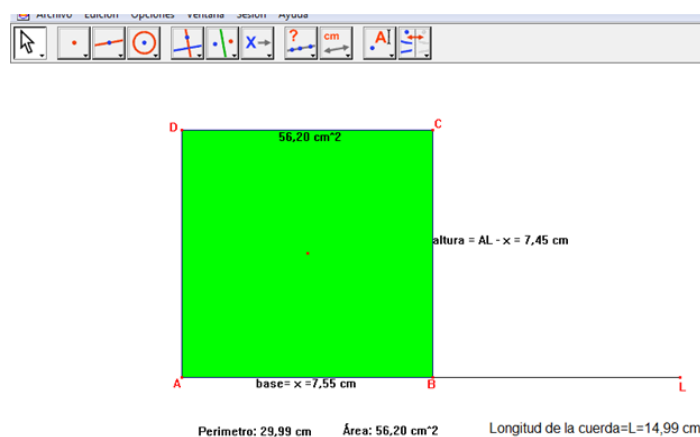 Archivo Edición Opciones Ventana Sesión Ayuda
X
?
cm
A
D
C
56,20 cm^2
altura = AL - x = 7,45 cm
A
base= x =7,55 cm
B
L
Perimetro: 29,99 cm
Área: 56,20 cm^2
Longitud de la cuerda=L=14,99 cm